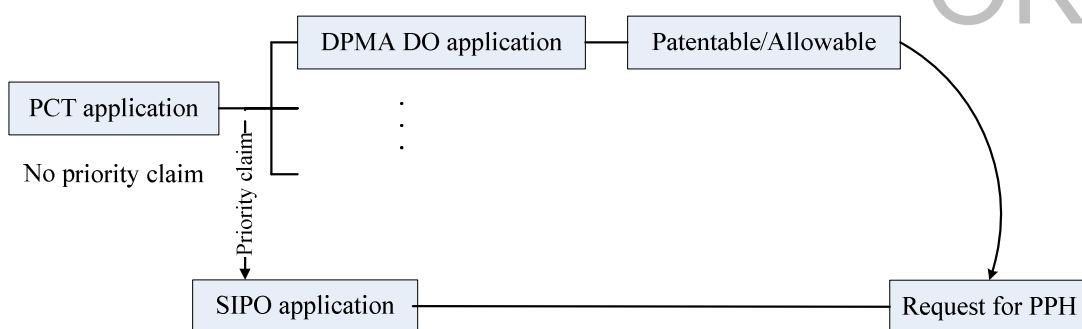 DPMA DO application
Patentable/Allowable
PCT application
No priority claim
Priority claim
SIPO application
Request for PPH